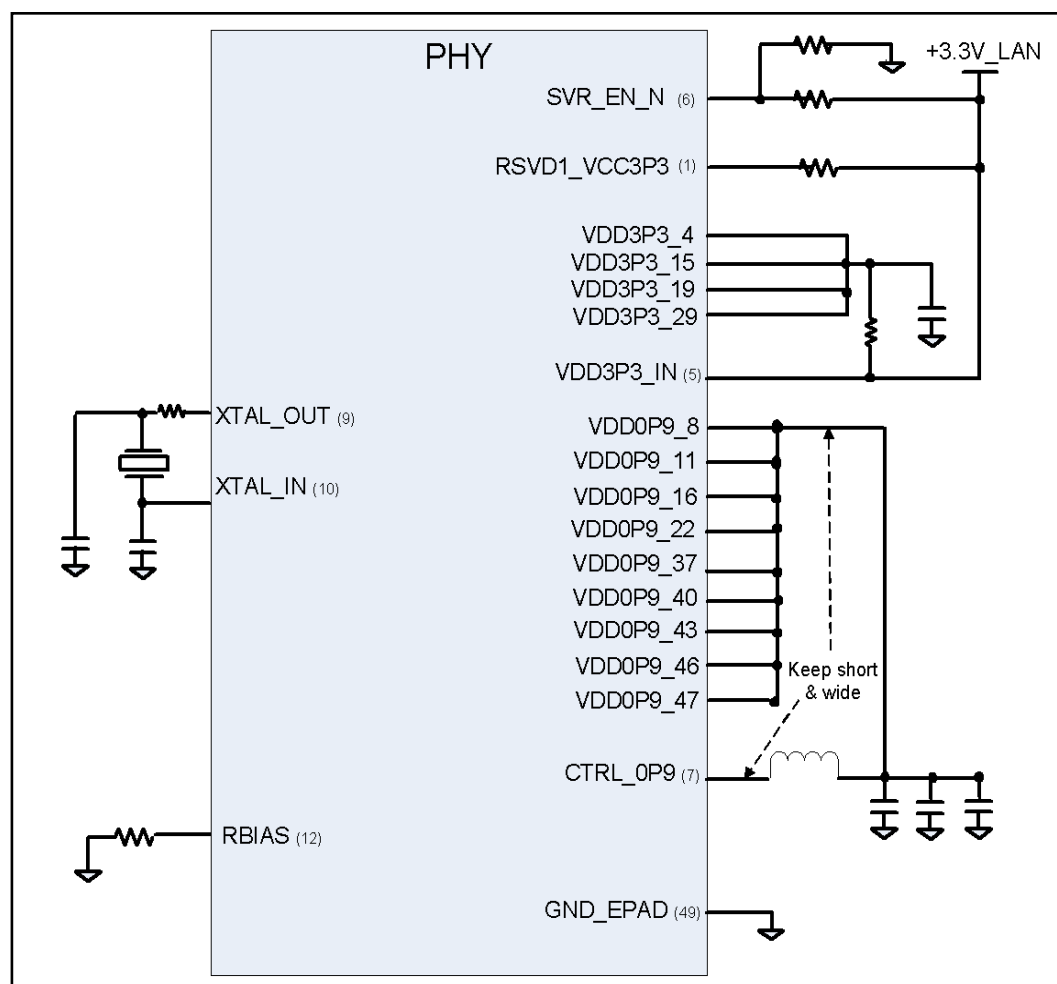 PHY
+3.3V_LAN
SVR_EN_N (6)
RSVD1_VCC3P3 (1)
VDD3P3_4
VDD3P3_15
VDD3P3_19
VDD3P3_29
VDD3P3_IN (5)
XTAL_OUT (9)
XTAL_IN (10)
VDD0P9_8
VDD0P9_11
VDD0P9_16
VDD0P9_22
VDD0P9_37
VDD0P9_40
VDD0P9_43
VDD0P9_46
VDD0P9_47
Keep short
& wide
CTRL_0P9 (7)
RBIAS (12)
GND_EPAD (49)